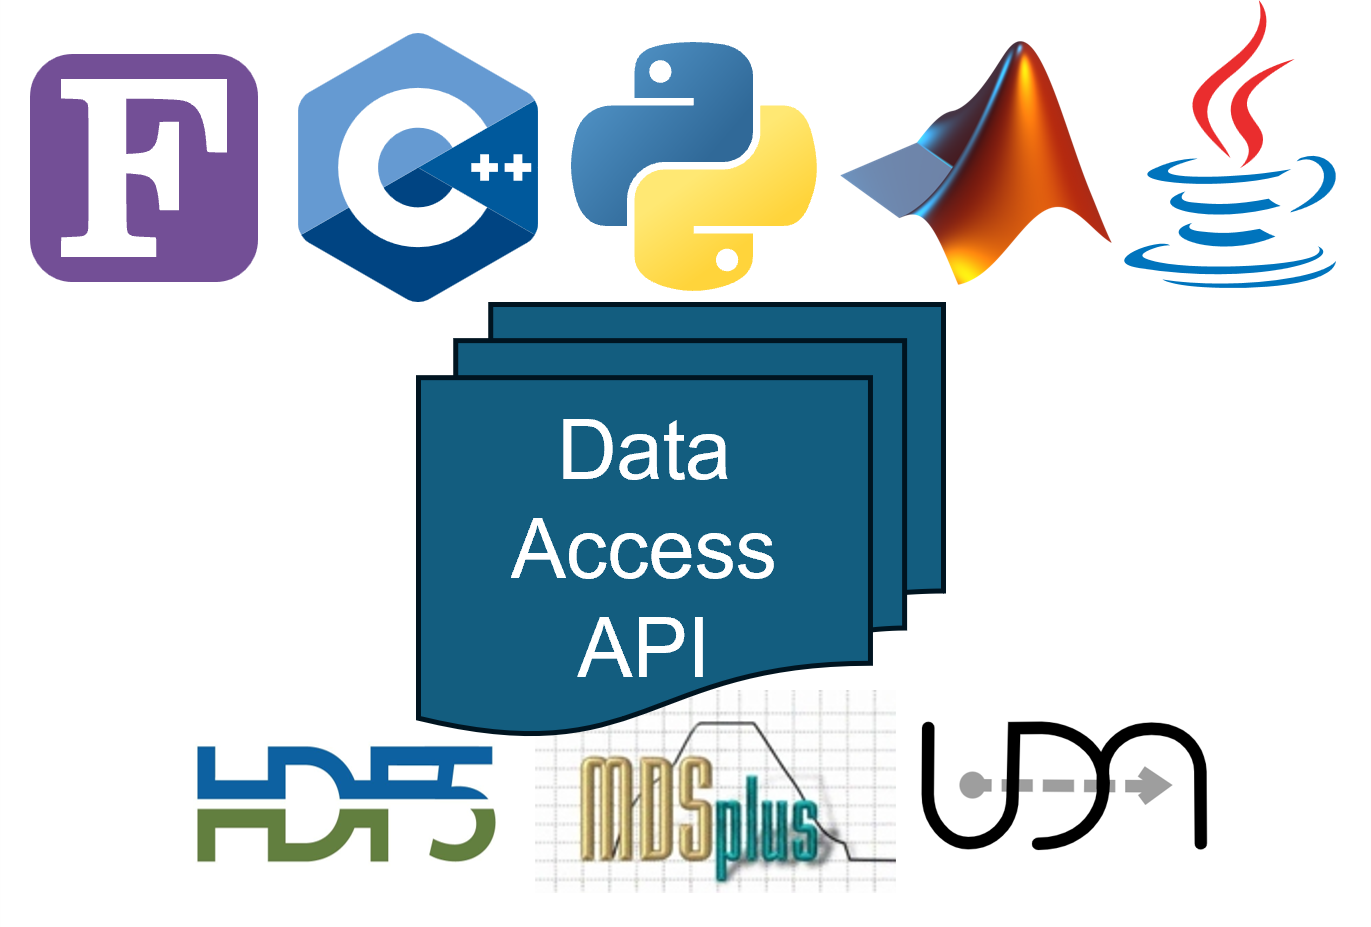 F
C++
Data
Access
API
HDF5
MDSplus
UDA